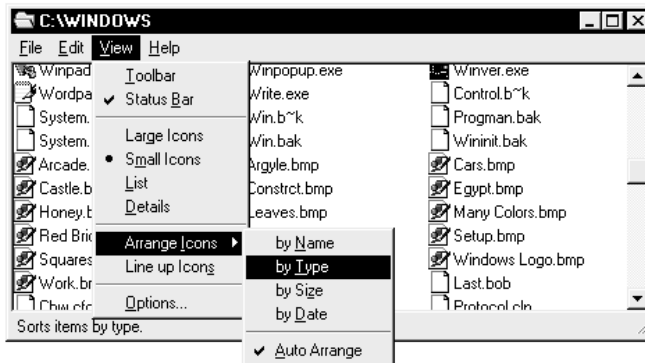 C:\WINDOWS
File Edit View Help
Winpad Winpopup.exe Winver.exe
Wordpa Write.exe Control.b~k
System. Win.b~k Progman.bak
System. Win.bak Wininit.bak
Arcade. Argyle.bmp Cars.bmp
Castle.b Constrct.bmp Egypt.bmp
Honey.b Leaves.bmp Many Colors.bmp
Red Bric Setup.bmp
Squares Windows Logo.bmp
Work.br Last.bob
Protocol.cln
Toolbar
Status Bar
Large Icons
Small Icons
List
Details
Arrange Icons
Line up Icons
Options...
by Name
by Type
by Size
by Date
Auto Arrange
Sorts items by type.